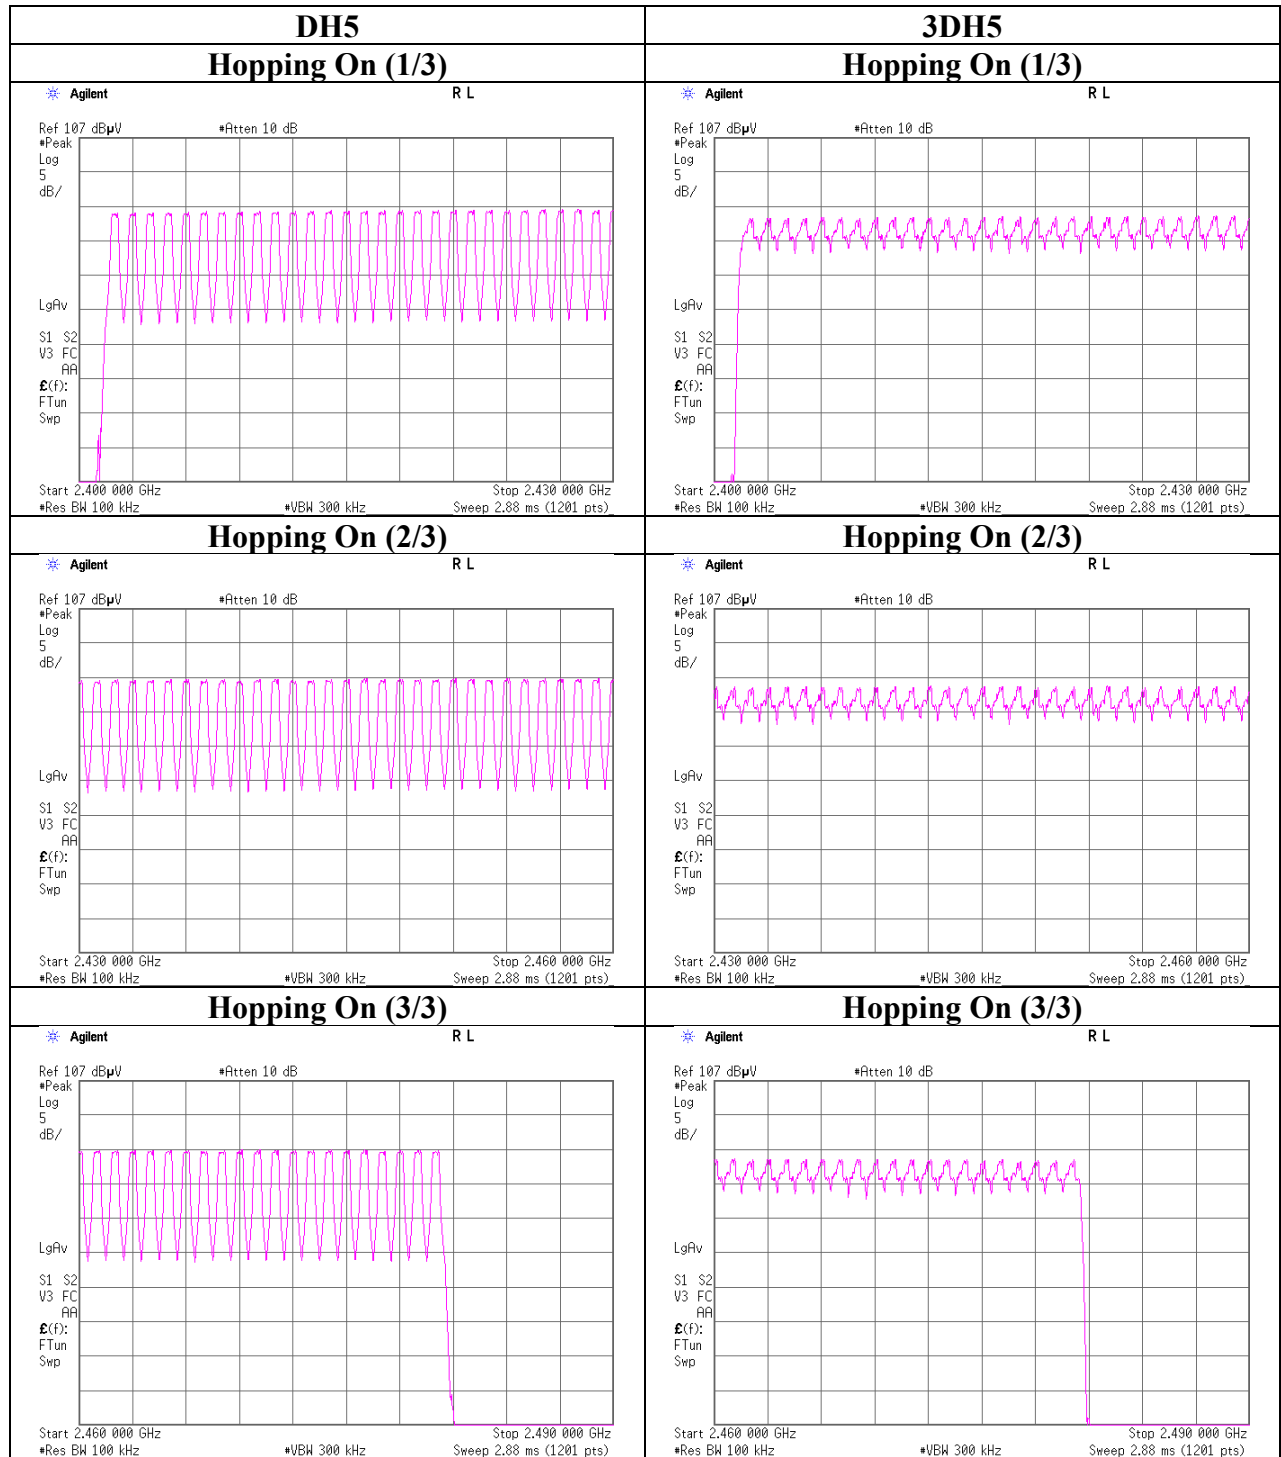 DH5
3DH5
Hopping On (1/3)
Hopping On (1/3)
Agilent
R L
Ref 107 dBµV
#Atten 10 dB
#Peak
Log
5
dB/
LgAv
S1 S2
V3 FC
AA
£(f):
FTun
Swp
Start 2.400 000 GHz
Stop 2.430 000 GHz
#Res BW 100 kHz
#VBW 300 kHz
Sweep 2.88 ms (1201 pts)
Agilent
R L
Ref 107 dBµV
#Atten 10 dB
#Peak
Log
5
dB/
LgAv
S1 S2
V3 FC
AA
£(f):
FTun
Swp
Start 2.400 000 GHz
Stop 2.430 000 GHz
#Res BW 100 kHz
#VBW 300 kHz
Sweep 2.88 ms (1201 pts)
Hopping On (2/3)
Hopping On (2/3)
Agilent
R L
Ref 107 dBµV
#Atten 10 dB
#Peak
Log
5
dB/
LgAv
S1 S2
V3 FC
AA
£(f):
FTun
Swp
Start 2.430 000 GHz
Stop 2.460 000 GHz
#Res BW 100 kHz
#VBW 300 kHz
Sweep 2.88 ms (1201 pts)
Agilent
R L
Ref 107 dBµV
#Atten 10 dB
#Peak
Log
5
dB/
LgAv
S1 S2
V3 FC
AA
£(f):
FTun
Swp
Start 2.430 000 GHz
Stop 2.460 000 GHz
#Res BW 100 kHz
#VBW 300 kHz
Sweep 2.88 ms (1201 pts)
Hopping On (3/3)
Hopping On (3/3)
Agilent
R L
Ref 107 dBµV
#Atten 10 dB
#Peak
Log
5
dB/
LgAv
S1 S2
V3 FC
AA
£(f):
FTun
Swp
Start 2.460 000 GHz
Stop 2.490 000 GHz
#Res BW 100 kHz
#VBW 300 kHz
Sweep 2.88 ms (1201 pts)
Agilent
R L
Ref 107 dBµV
#Atten 10 dB
#Peak
Log
5
dB/
LgAv
S1 S2
V3 FC
AA
£(f):
FTun
Swp
Start 2.460 000 GHz
Stop 2.490 000 GHz
#Res BW 100 kHz
#VBW 300 kHz
Sweep 2.88 ms (1201 pts)